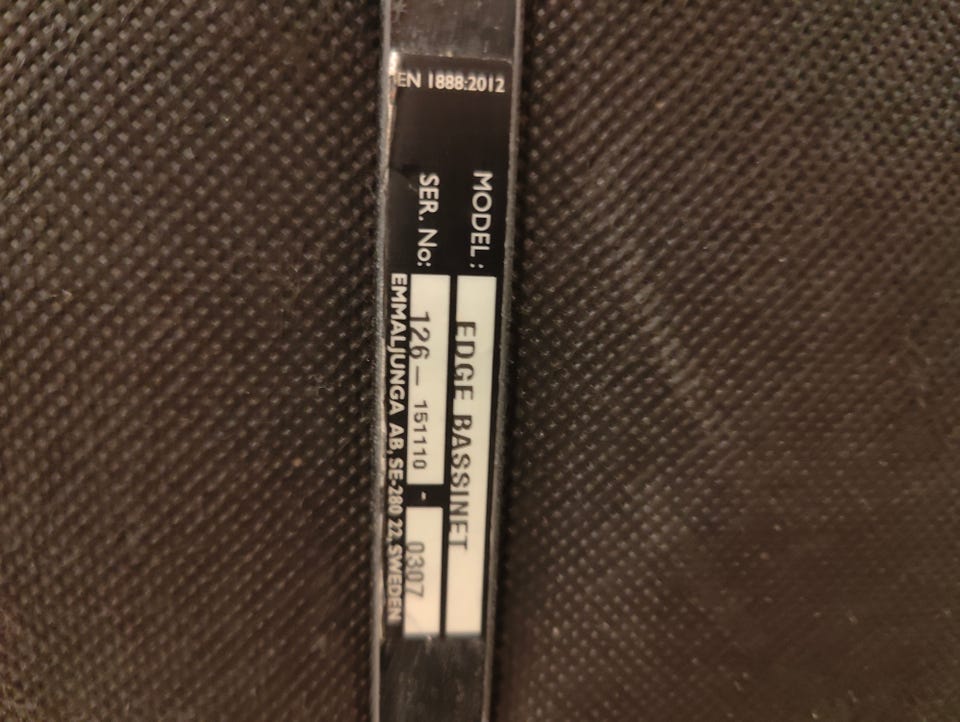 EN 1888:2012
MODEL: EDGE BASSINET
SER. No: 126-151110 - 0307
EMMALJUNGA AB, SE-280 22, SWEDEN